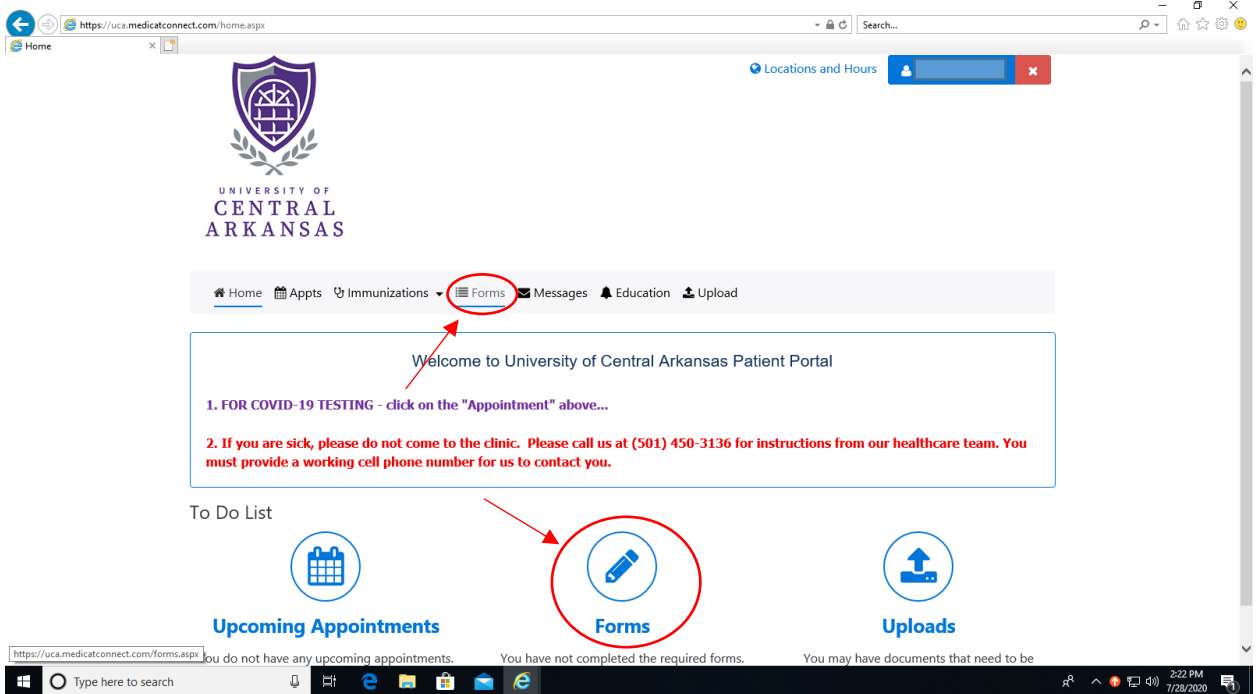 https://uca.medicatconnect.com/home.aspx
Search...
Home
Locations and Hours
UNIVERSITY OF
CENTRAL
ARKANSAS
Home Appts Immunizations Forms Messages Education Upload
Welcome to University of Central Arkansas Patient Portal
1. FOR COVID-19 TESTING - click on the "Appointment" above...
2. If you are sick, please do not come to the clinic. Please call us at (501) 450-3136 for instructions from our healthcare team. You
must provide a working cell phone number for us to contact you.
To Do List
Upcoming Appointments
Forms
Uploads
https://uca.medicatconnect.com/forms.aspx
you do not have any upcoming appointments.
You have not completed the required forms.
You may have documents that need to be
Type here to search
2:22 PM
7/28/2020
1